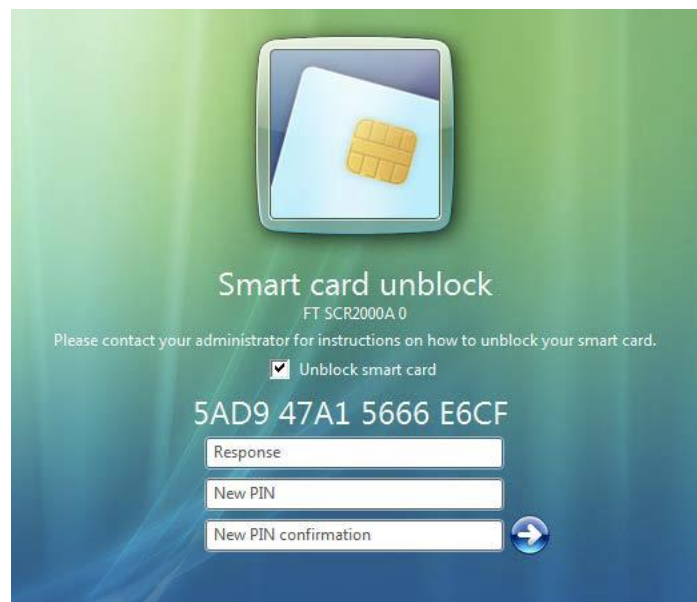 Smart card unblock
FT SCR2000A 0
Please contact your administrator for instructions on how to unblock your smart card.
Unblock smart card
5AD9 47A1 5666 E6CF
Response
New PIN
New PIN confirmation